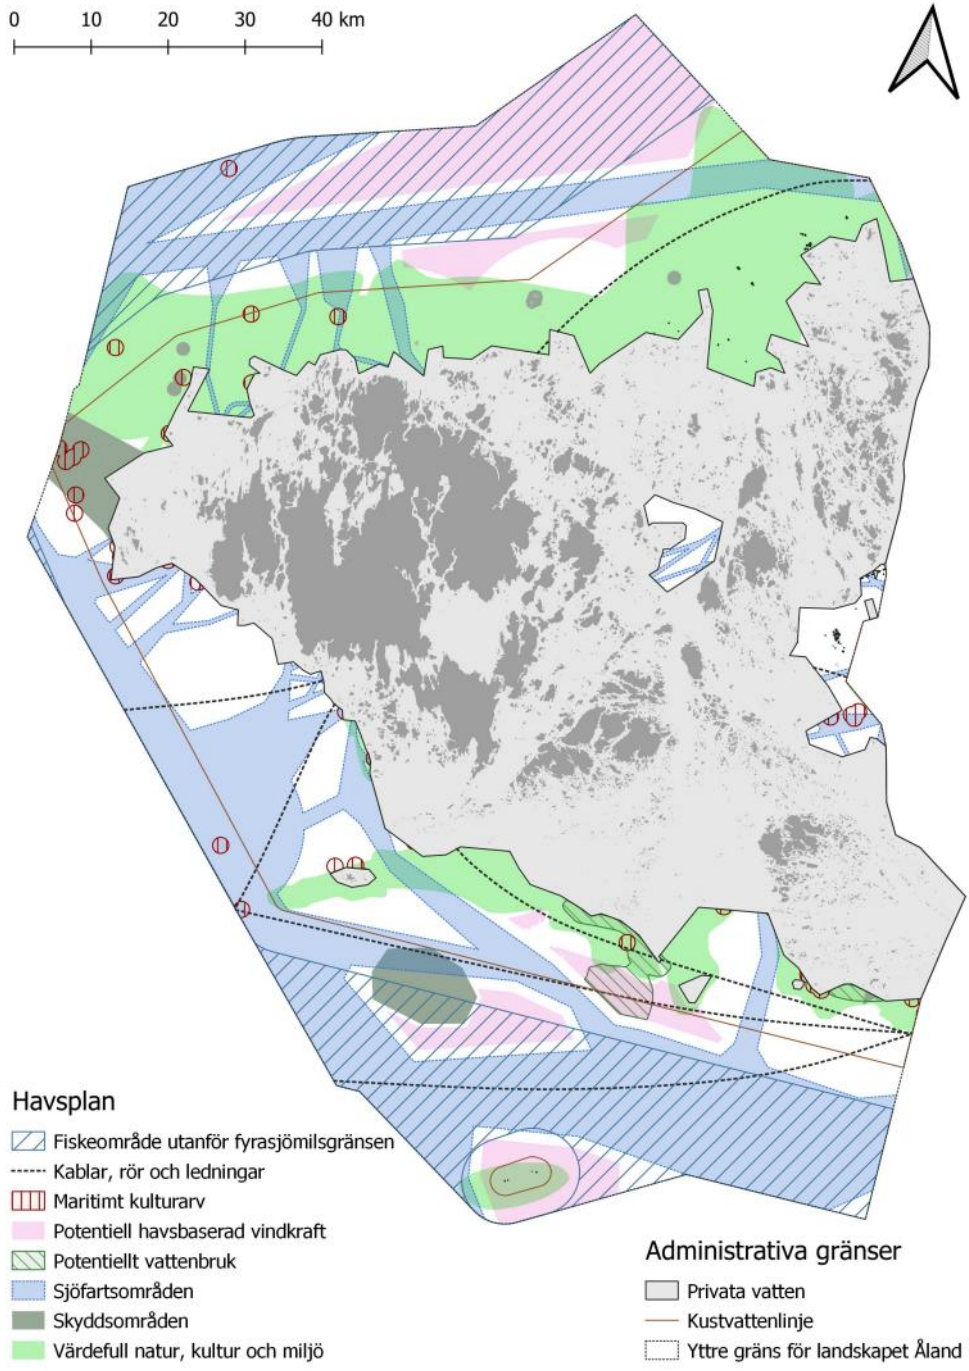 0 10 20 30 40 km
Havsplan
Fiskeområde utanför fyrasjömilsgränsen
Kablar, rör och ledningar
Maritimt kulturarv
Potentiell havsbaserad vindkraft
Potentiellt vattenbruk
Sjöfartsområden
Skyddsområden
Värdefull natur, kultur och miljö
Administrativa gränser
Privata vatten
Kustvattenlinje
Yttre gräns för landskapet Åland